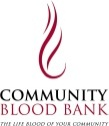 COMMUNITY
BLOOD BANK
THE LIFE BLOOD OF YOUR COMMUNITY